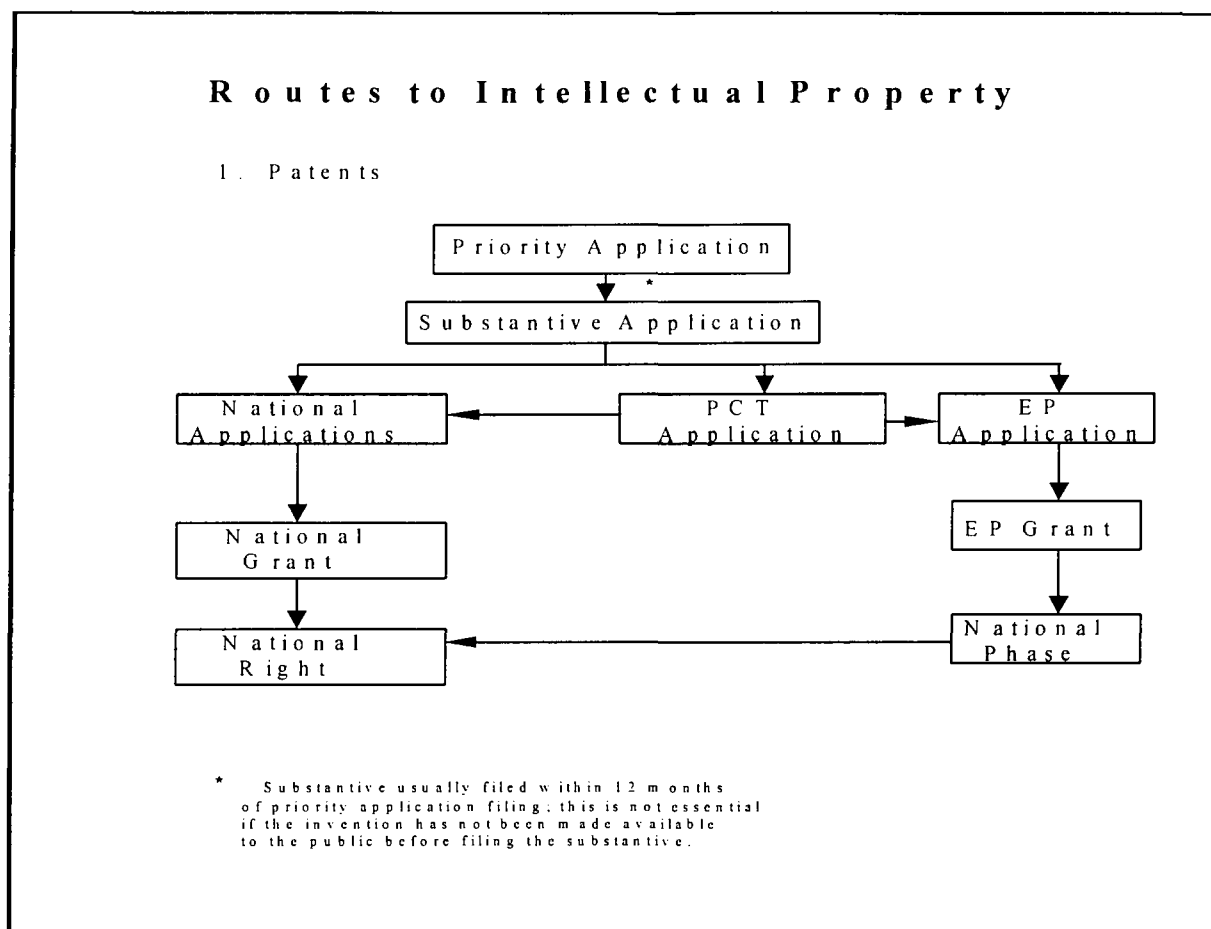 Routes to Intellectual Property
1. Patents
Priority Application
*
Substantive Application
National
Applications
PCT
Application
EP
Application
National
Grant
EP Grant
National
Right
National
Phase
* Substantive usually filed within 12 months
of priority application filing; this is not essential
if the invention has not been made available
to the public before filing the substantive.